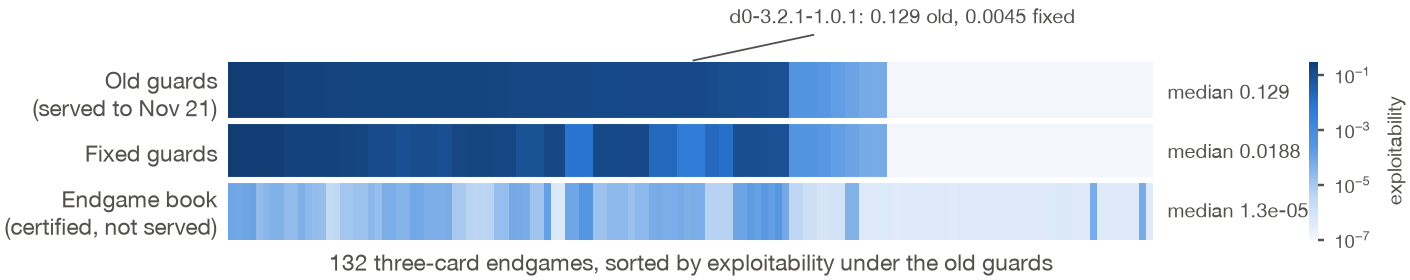 d0-3.2.1-1.0.1: 0.129 old, 0.0045 fixed
Old guards
(served to Nov 21)
median 0.129
Fixed guards
median 0.0188
Endgame book
(certified, not served)
median 1.3e-05
10⁻¹
10⁻³
10⁻⁵
10⁻⁷
exploitability
132 three-card endgames, sorted by exploitability under the old guards